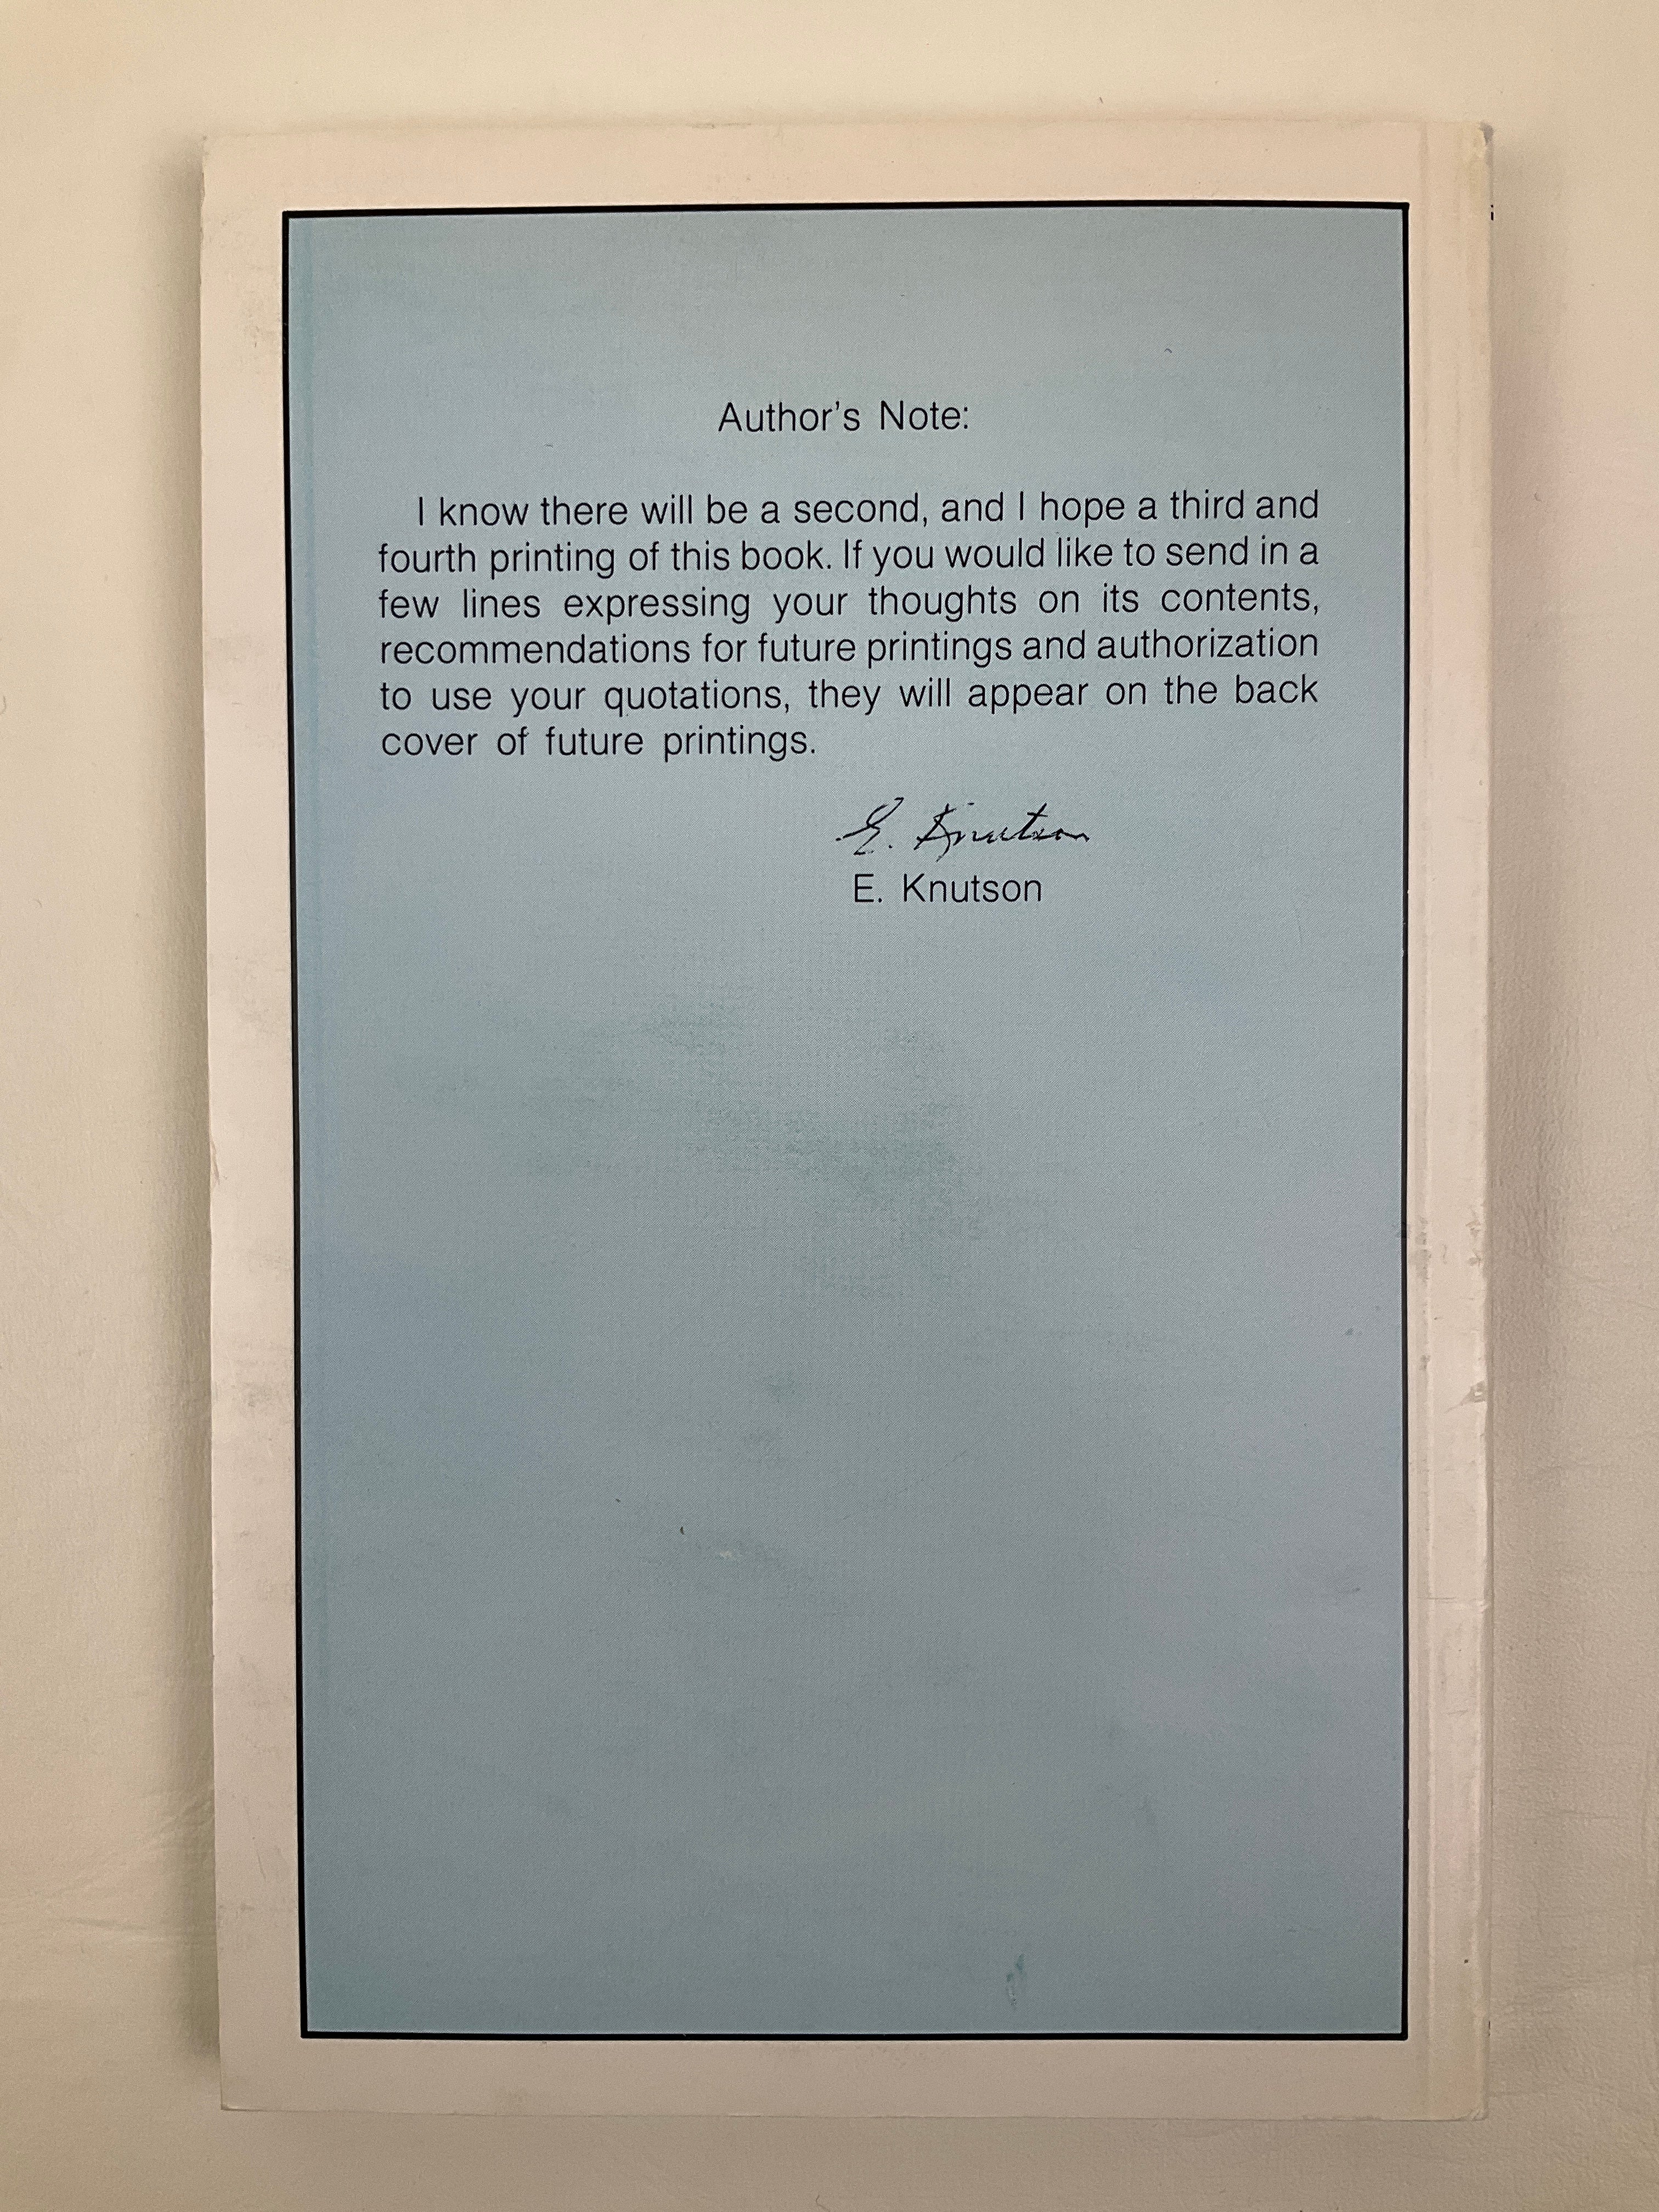 Author's Note:
I know there will be a second, and I hope a third and
fourth printing of this book. If you would like to send in a
few lines expressing your thoughts on its contents,
recommendations for future printings and authorization
to use your quotations, they will appear on the back
cover of future printings.
E. Knutson
E. Knutson